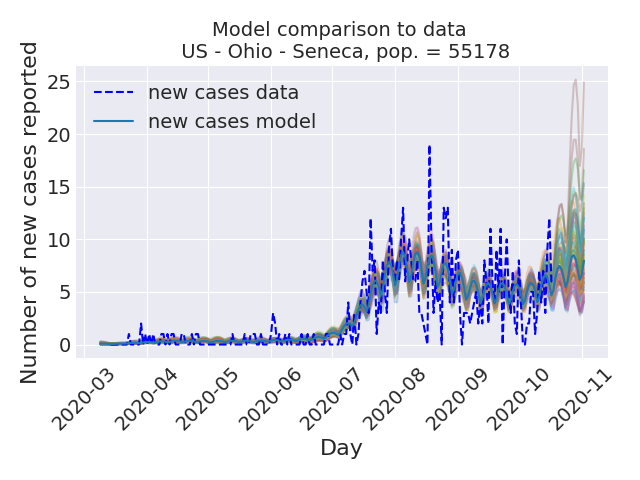 Model comparison to data
US - Ohio - Seneca, pop. = 55178
Number of new cases reported
25
20
15
10
5
0
new cases data
new cases model
2020-03
2020-04
2020-05
2020-06
2020-07
2020-08
2020-09
2020-10
2020-11
Day